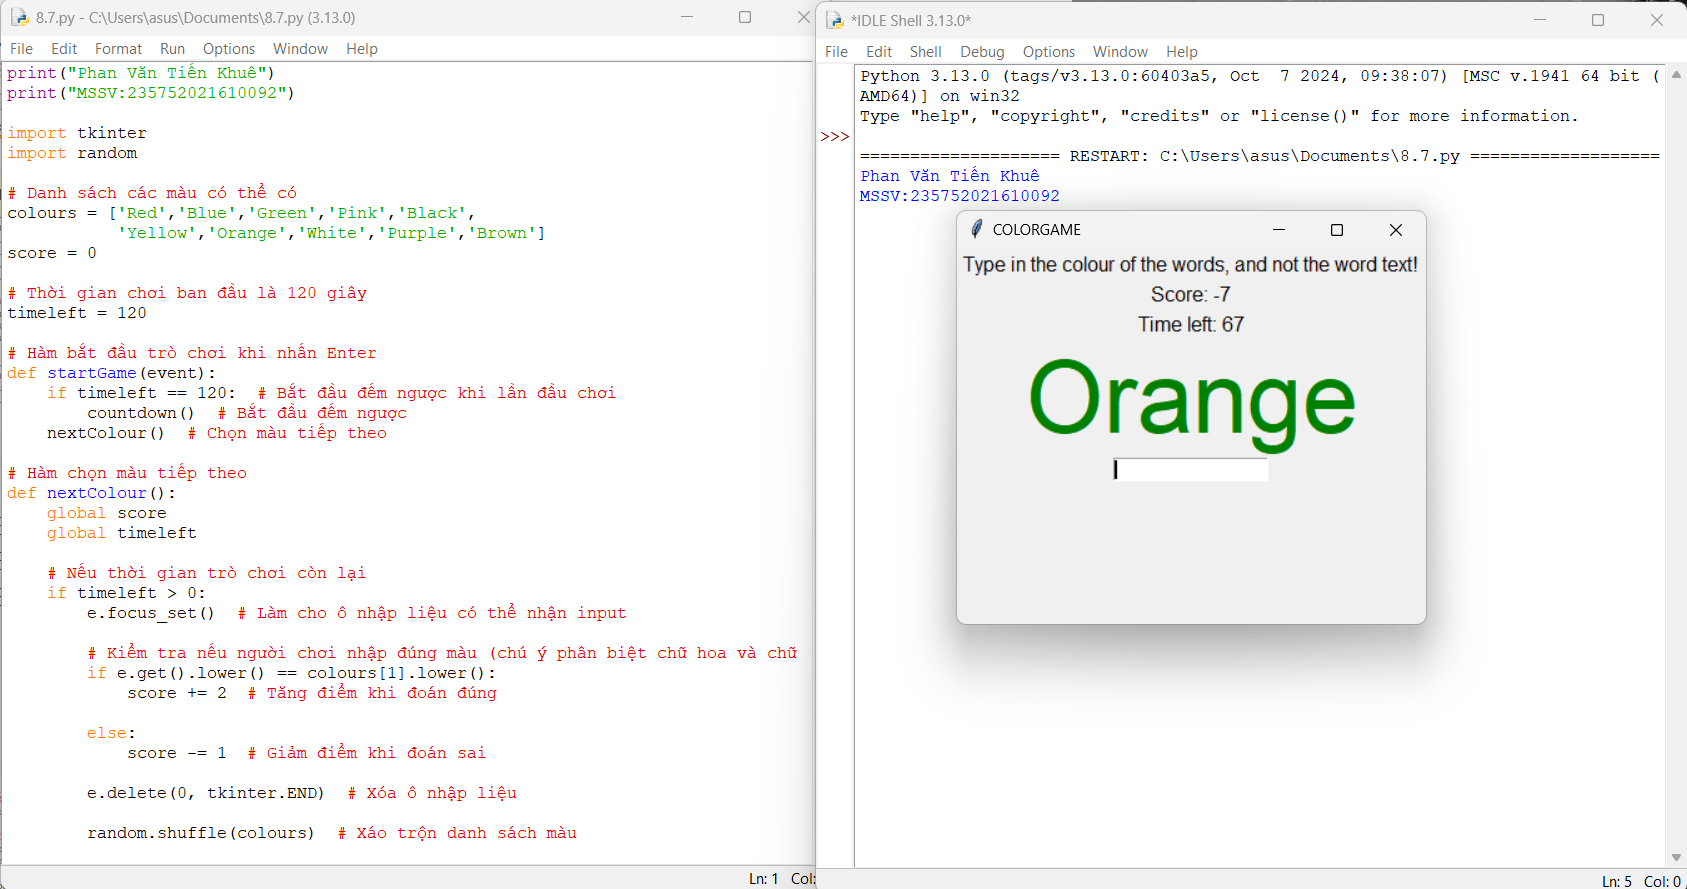 8.7.py - C:\Users\asus\Documents\8.7.py (3.13.0)
File Edit Format Run Options Window Help
print("Phan Văn Tiến Khuê")
print("MSSV:235752021610092")
import tkinter
import random
# Danh sách các màu có thể có
colours = ['Red','Blue','Green','Pink','Black',
'Yellow','Orange','White','Purple','Brown']
score = 0
# Thời gian chơi ban đầu là 120 giây
timeleft = 120
# Hàm bắt đầu trò chơi khi nhấn Enter
def startGame(event):
if timeleft == 120:  # Bắt đầu đếm ngược khi lần đầu chơi
countdown()  # Bắt đầu đếm ngược
nextColour()  # Chọn màu tiếp theo
# Hàm chọn màu tiếp theo
def nextColour():
global score
global timeleft
# Nếu thời gian trò chơi còn lại
if timeleft > 0:
e.focus_set()  # Làm cho ô nhập liệu có thể nhận input
# Kiểm tra nếu người chơi nhập đúng màu (chú ý phân biệt chữ hoa và chữ
if e.get().lower() == colours[1].lower():
score += 2  # Tăng điểm khi đoán đúng
else:
score -= 1  # Giảm điểm khi đoán sai
e.delete(0, tkinter.END)  # Xóa ô nhập liệu
random.shuffle(colours)  # Xáo trộn danh sách màu
Ln: 1 Col:
*IDLE Shell 3.13.0*
File Edit Shell Debug Options Window Help
Python 3.13.0 (tags/v3.13.0:60403a5, Oct  7 2024, 09:38:07) [MSC v.1941 64 bit (
AMD64)] on win32
Type "help", "copyright", "credits" or "license()" for more information.
>>>
==================== RESTART: C:\Users\asus\Documents\8.7.py ===================
Phan Văn Tiến Khuê
MSSV:235752021610092
COLORGAME
Type in the colour of the words, and not the word text!
Score: -7
Time left: 67
Orange
Ln: 5 Col: 0